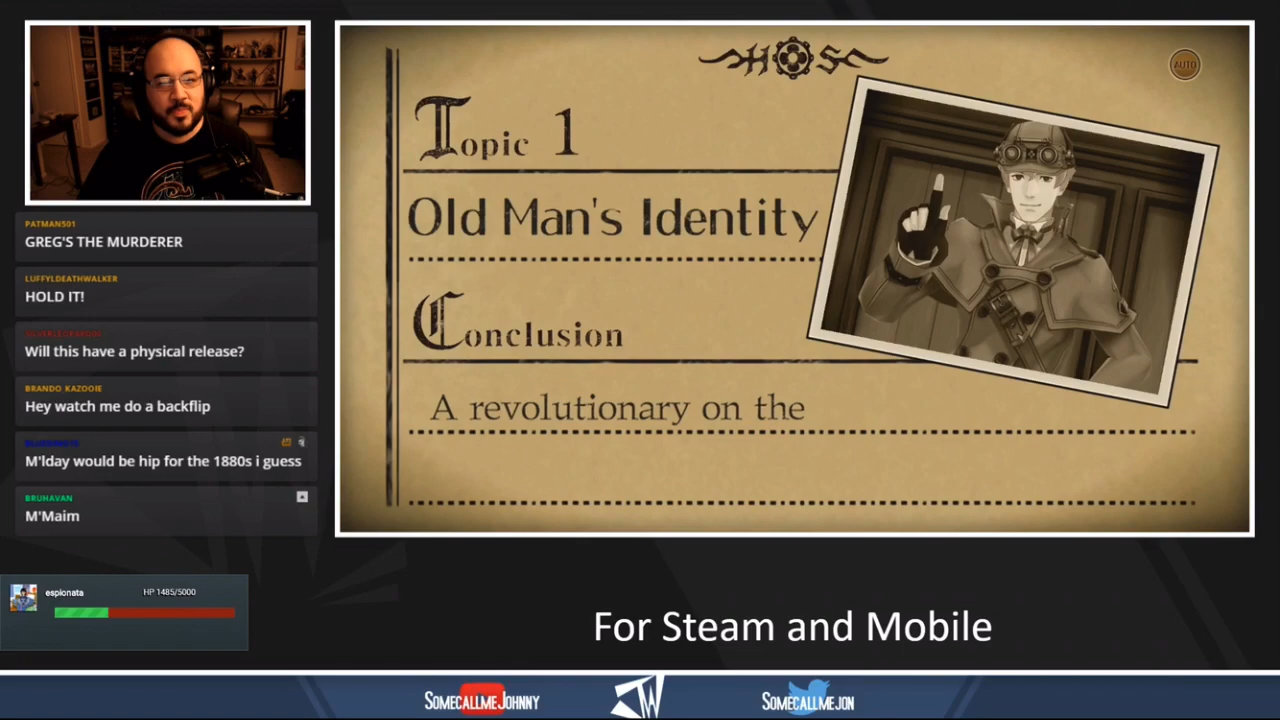 PATMAN501
GREG'S THE MURDERER
LUFFYLDEATHWALKER
HOLD IT!
Will this have a physical release?
BRANDO KAZOOIE
Hey watch me do a backflip
M'lday would be hip for the 1880s i guess
BRUHAVAN
M'Maim
espionata
HP 1485/5000
H S
AUTO
Topic 1
Old Man's Identity
Conclusion
A revolutionary on the
For Steam and Mobile
SOMECALLMEJOHNNY
SOMECALLMEJON